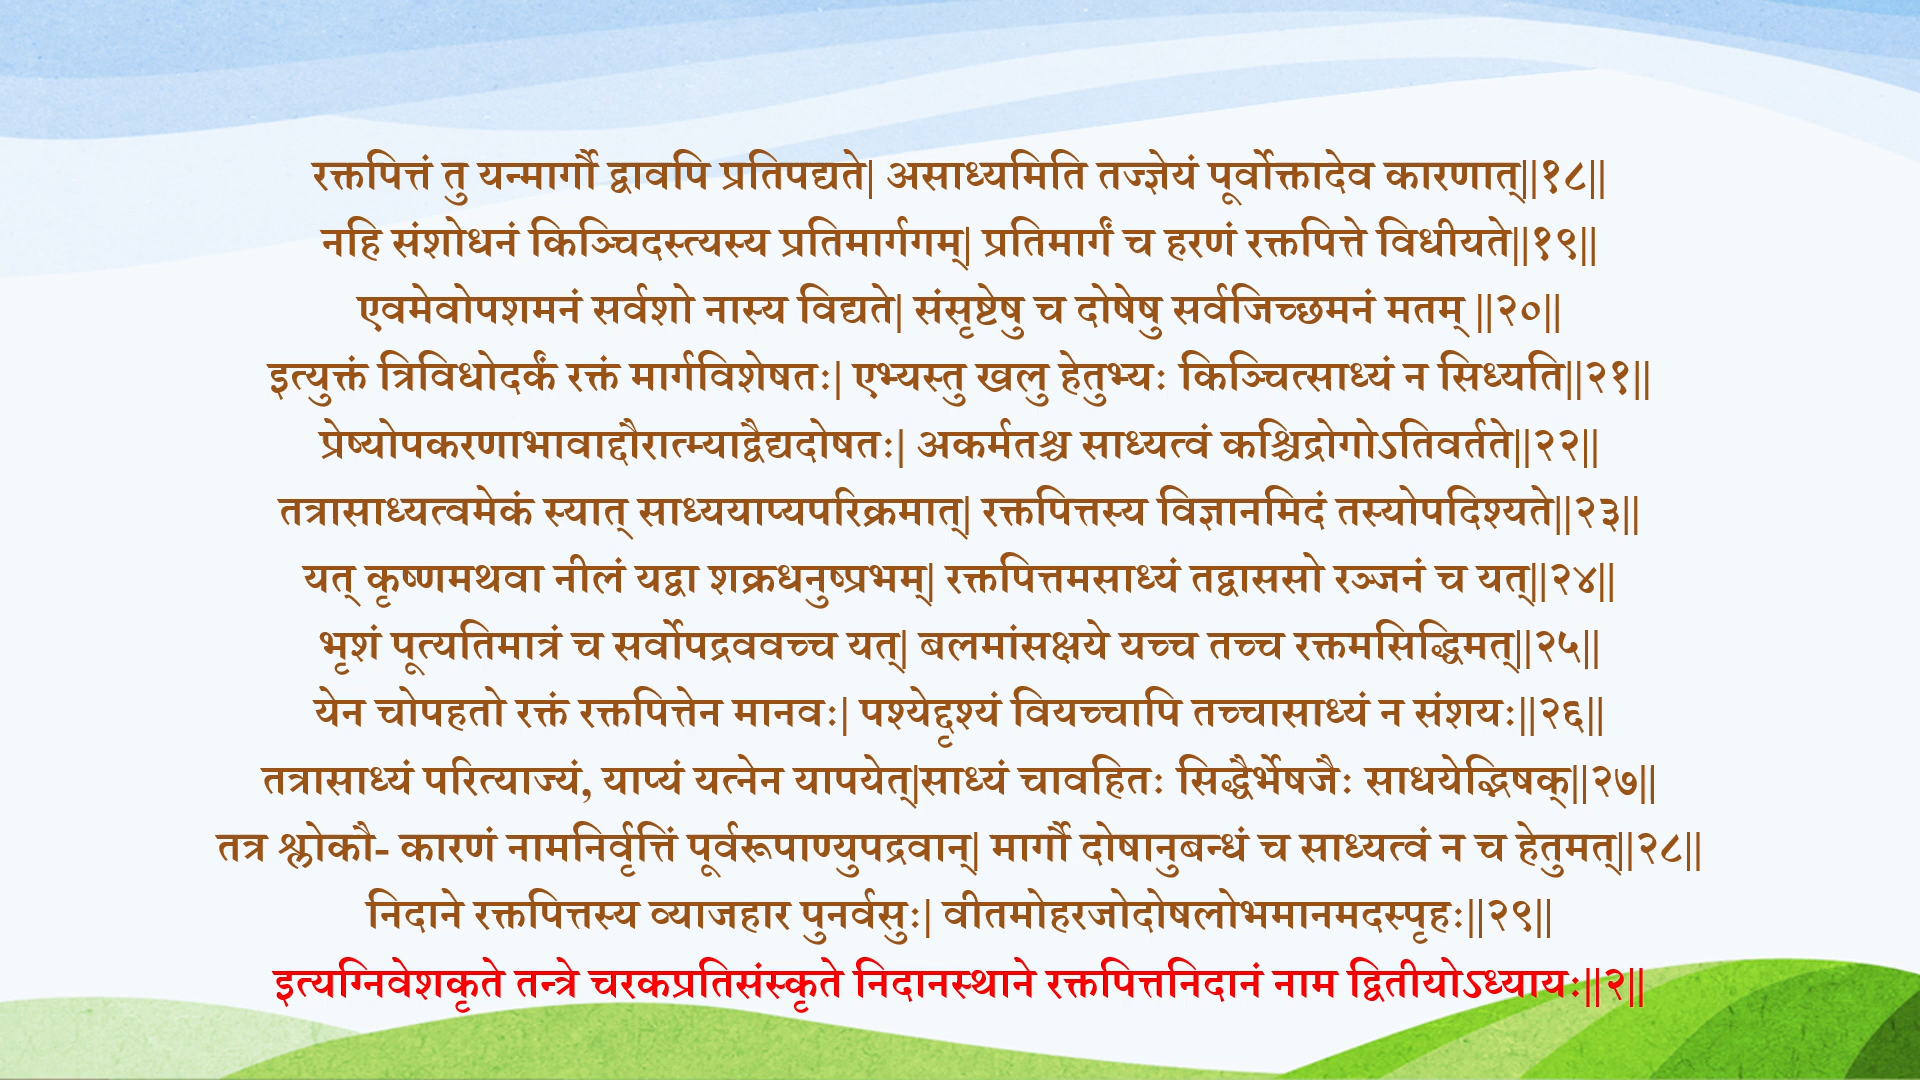 रक्तपित्तं तु यन्मार्गौ द्वावपि प्रतिपद्यते| असाध्यमिति तज्ज्ञेयं पूर्वोक्तादेव कारणात्||१८||
नहि संशोधनं किञ्चिदस्त्यस्य प्रतिमार्गगम्| प्रतिमार्गं च हरणं रक्तपित्ते विधीयते||१९||
एवमेवोपशमनं सर्वशो नास्य विद्यते| संसृष्टेषु च दोषेषु सर्वजिच्छमनं मतम् ||२०||
इत्युक्तं त्रिविधोदर्कं रक्तं मार्गविशेषतः| एभ्यस्तु खलु हेतुभ्यः किञ्चित्साध्यं न सिध्यति||२१||
प्रेष्योपकरणाभावाद्दौरात्म्याद्वैद्यदोषतः| अकर्मतश्च साध्यत्वं कश्चिद्रोगोऽतिवर्तते||२२||
तत्रासाध्यत्वमेकं स्यात् साध्ययाप्यपरिक्रमात्| रक्तपित्तस्य विज्ञानमिदं तस्योपदिश्यते||२३||
यत् कृष्णमथवा नीलं यद्वा शक्रधनुष्प्रभम्| रक्तपित्तमसाध्यं तद्वाससो रञ्जनं च यत्||२४||
भृशं पूत्यतिमात्रं च सर्वोपद्रववच्च यत्| बलमांसक्षये यच्च तच्च रक्तमसिद्धिमत्||२५||
येन चोपहतो रक्तं रक्तपित्तेन मानवः| पश्येद्दृश्यं वियच्चापि तच्चासाध्यं न संशयः||२६||
तत्रासाध्यं परित्याज्यं, याप्यं यत्नेन यापयेत्|साध्यं चावहितः सिद्धैर्भेषजैः साधयेद्भिषक्||२७||
तत्र श्लोकौ- कारणं नामनिर्वृत्तिं पूर्वरूपाण्युपद्रवान्| मार्गौ दोषानुबन्धं च साध्यत्वं न च हेतुमत्||२८||
निदाने रक्तपित्तस्य व्याजहार पुनर्वसुः| वीतमोहरजोदोषलोभमानमदस्पृहः||२९||
इत्यग्निवेशकृते तन्त्रे चरकप्रतिसंस्कृते निदानस्थाने रक्तपित्तनिदानं नाम द्वितीयोऽध्यायः||२||